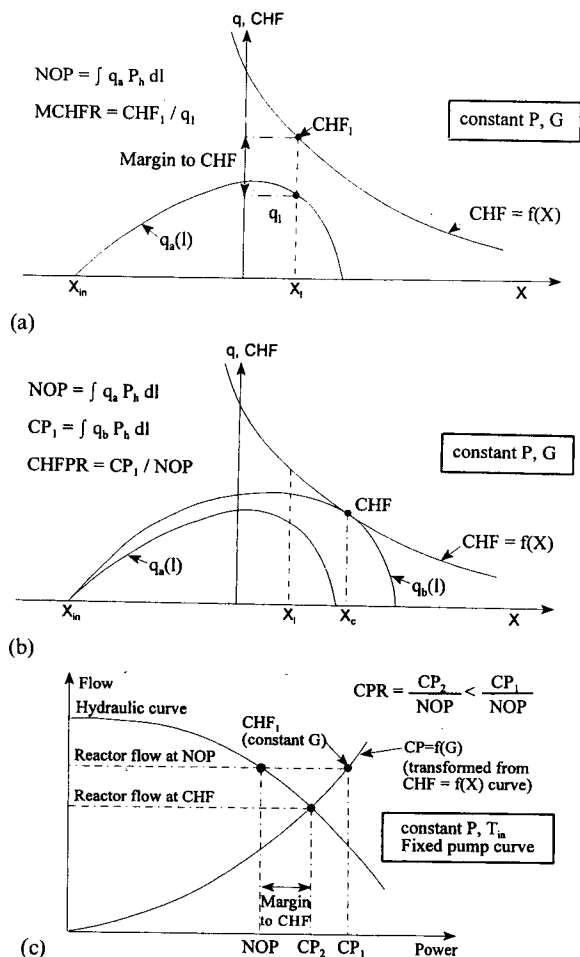 q, CHF
NOP = ∫ qₐ Pₕ dl
MCHFR = CHF₁ / q₁
constant P, G
CHF₁
Margin to CHF
q₁
CHF = f(X)
qₐ(l)
Xᵢₙ
X₁
X
(a)
q, CHF
NOP = ∫ qₐ Pₕ dl
CP₁ = ∫ q_b Pₕ dl
CHFPR = CP₁ / NOP
constant P, G
CHF
CHF = f(X)
qₐ(l)
q_b(l)
Xᵢₙ
X₁
X_c
X
(b)
Flow
Hydraulic curve
CPR = CP₂/NOP < CP₁/NOP
CHF₁
(constant G)
Reactor flow at NOP
CP=f(G)
(transformed from
CHF = f(X) curve)
Reactor flow at CHF
constant P, Tᵢₙ
Fixed pump curve
Margin
to CHF
NOP
CP₂
CP₁
Power
(c)